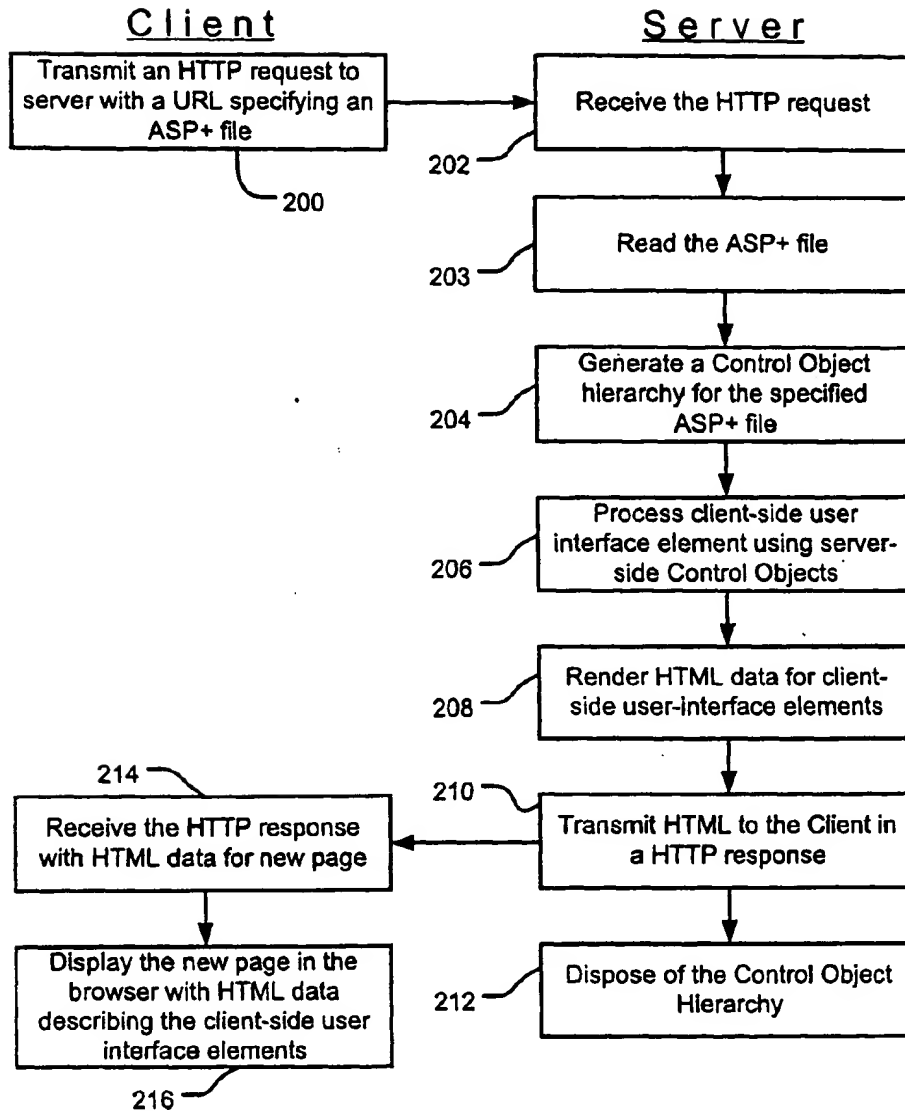 Client
Server
Transmit an HTTP request to
server with a URL specifying an
ASP+ file
200
Receive the HTTP request
202
Read the ASP+ file
203
Generate a Control Object
hierarchy for the specified
ASP+ file
204
Process client-side user
interface element using server-
side Control Objects
206
Render HTML data for client-
side user-interface elements
208
210
Transmit HTML to the Client in
a HTTP response
214
Receive the HTTP response
with HTML data for new page
Dispose of the Control Object
Hierarchy
212
Display the new page in the
browser with HTML data
describing the client-side user
interface elements
216